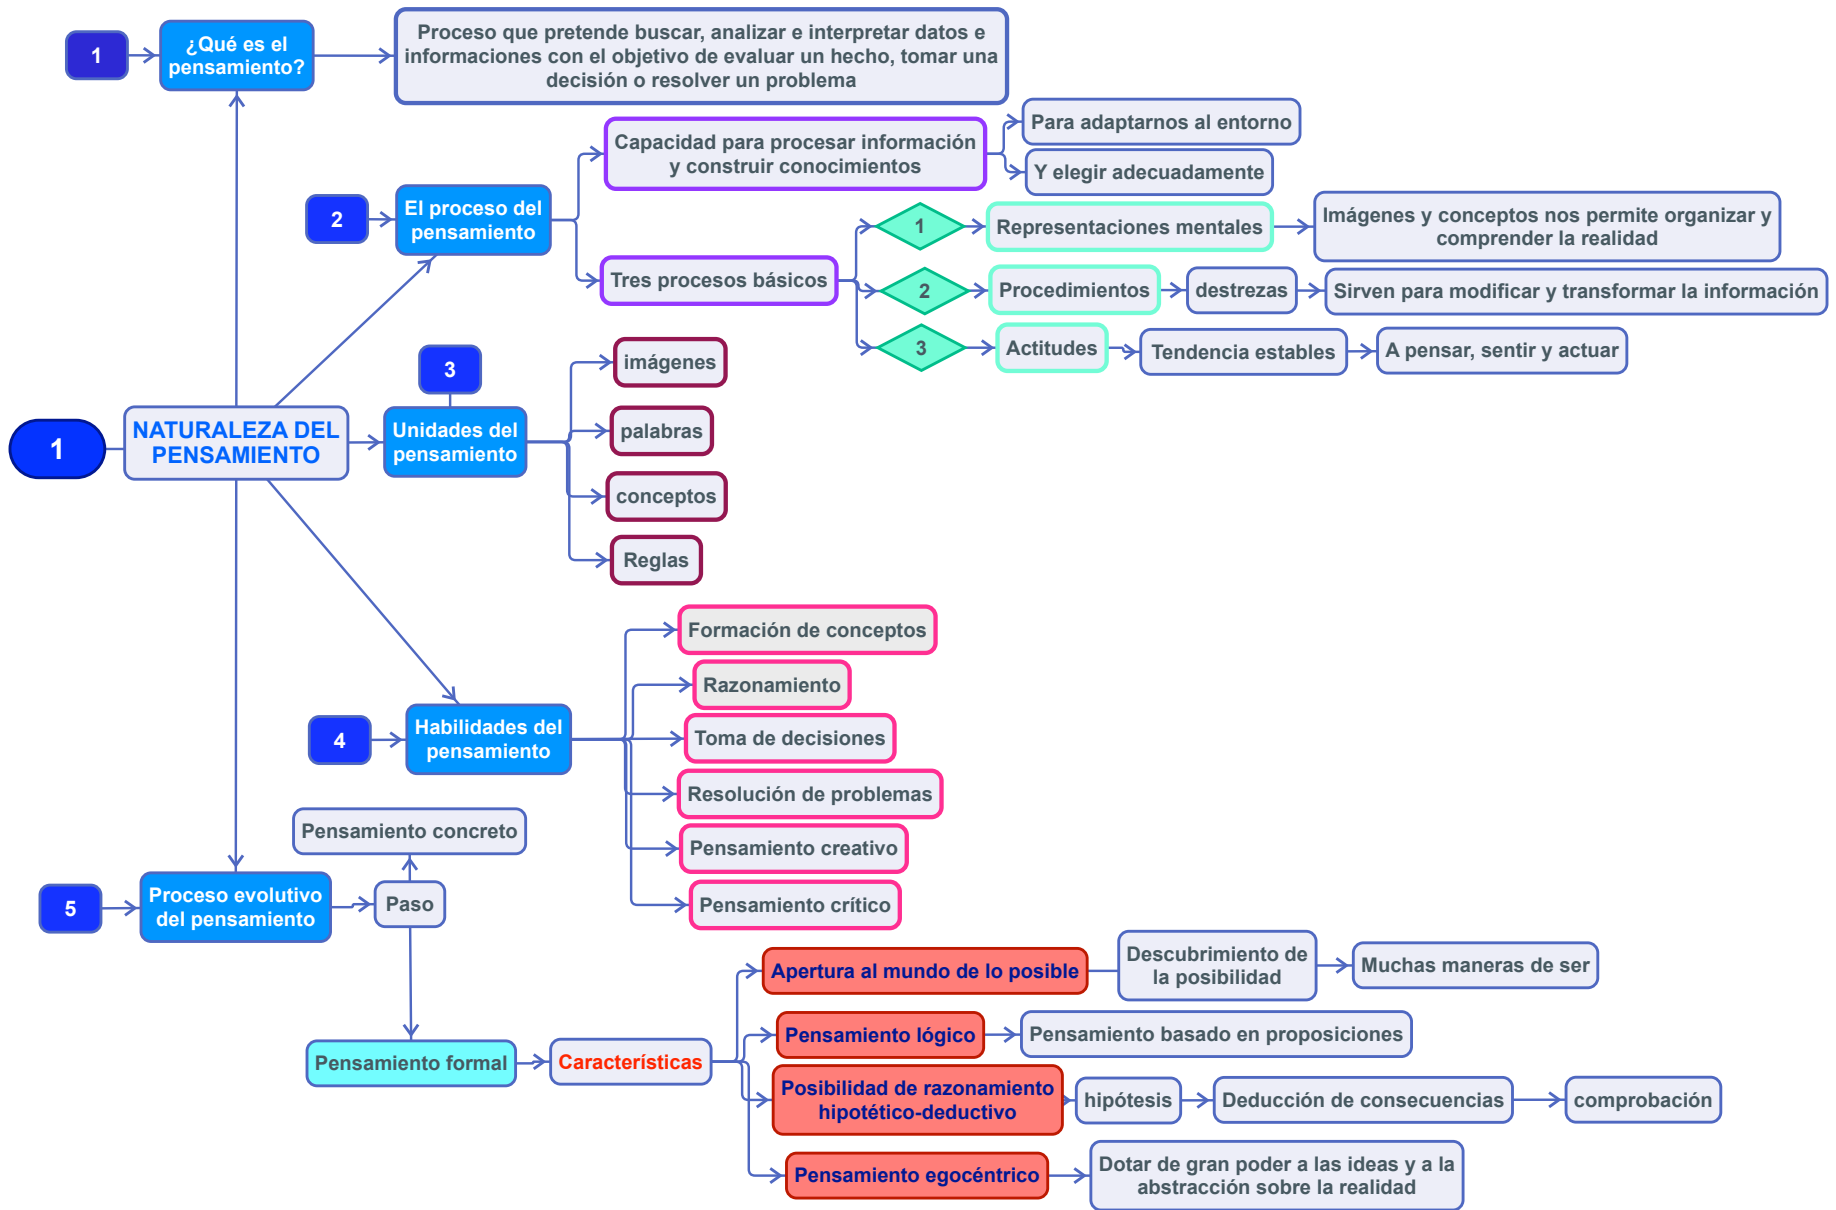 1
¿Qué es el
pensamiento?
Proceso que pretende buscar, analizar e interpretar datos e
informaciones con el objetivo de evaluar un hecho, tomar una
decisión o resolver un problema
2
El proceso del
pensamiento
Capacidad para procesar información
y construir conocimientos
Para adaptarnos al entorno
Y elegir adecuadamente
Tres procesos básicos
1
Representaciones mentales
Imágenes y conceptos nos permite organizar y
comprender la realidad
2
Procedimientos
destrezas
Sirven para modificar y transformar la información
3
Actitudes
Tendencia estables
A pensar, sentir y actuar
1
NATURALEZA DEL
PENSAMIENTO
3
Unidades del
pensamiento
imágenes
palabras
conceptos
Reglas
4
Habilidades del
pensamiento
Formación de conceptos
Razonamiento
Toma de decisiones
Resolución de problemas
Pensamiento creativo
Pensamiento crítico
5
Proceso evolutivo
del pensamiento
Paso
Pensamiento concreto
Pensamiento formal
Características
Apertura al mundo de lo posible
Descubrimiento de
la posibilidad
Muchas maneras de ser
Pensamiento lógico
Pensamiento basado en proposiciones
Posibilidad de razonamiento
hipotético-deductivo
hipótesis
Deducción de consecuencias
comprobación
Pensamiento egocéntrico
Dotar de gran poder a las ideas y a la
abstracción sobre la realidad